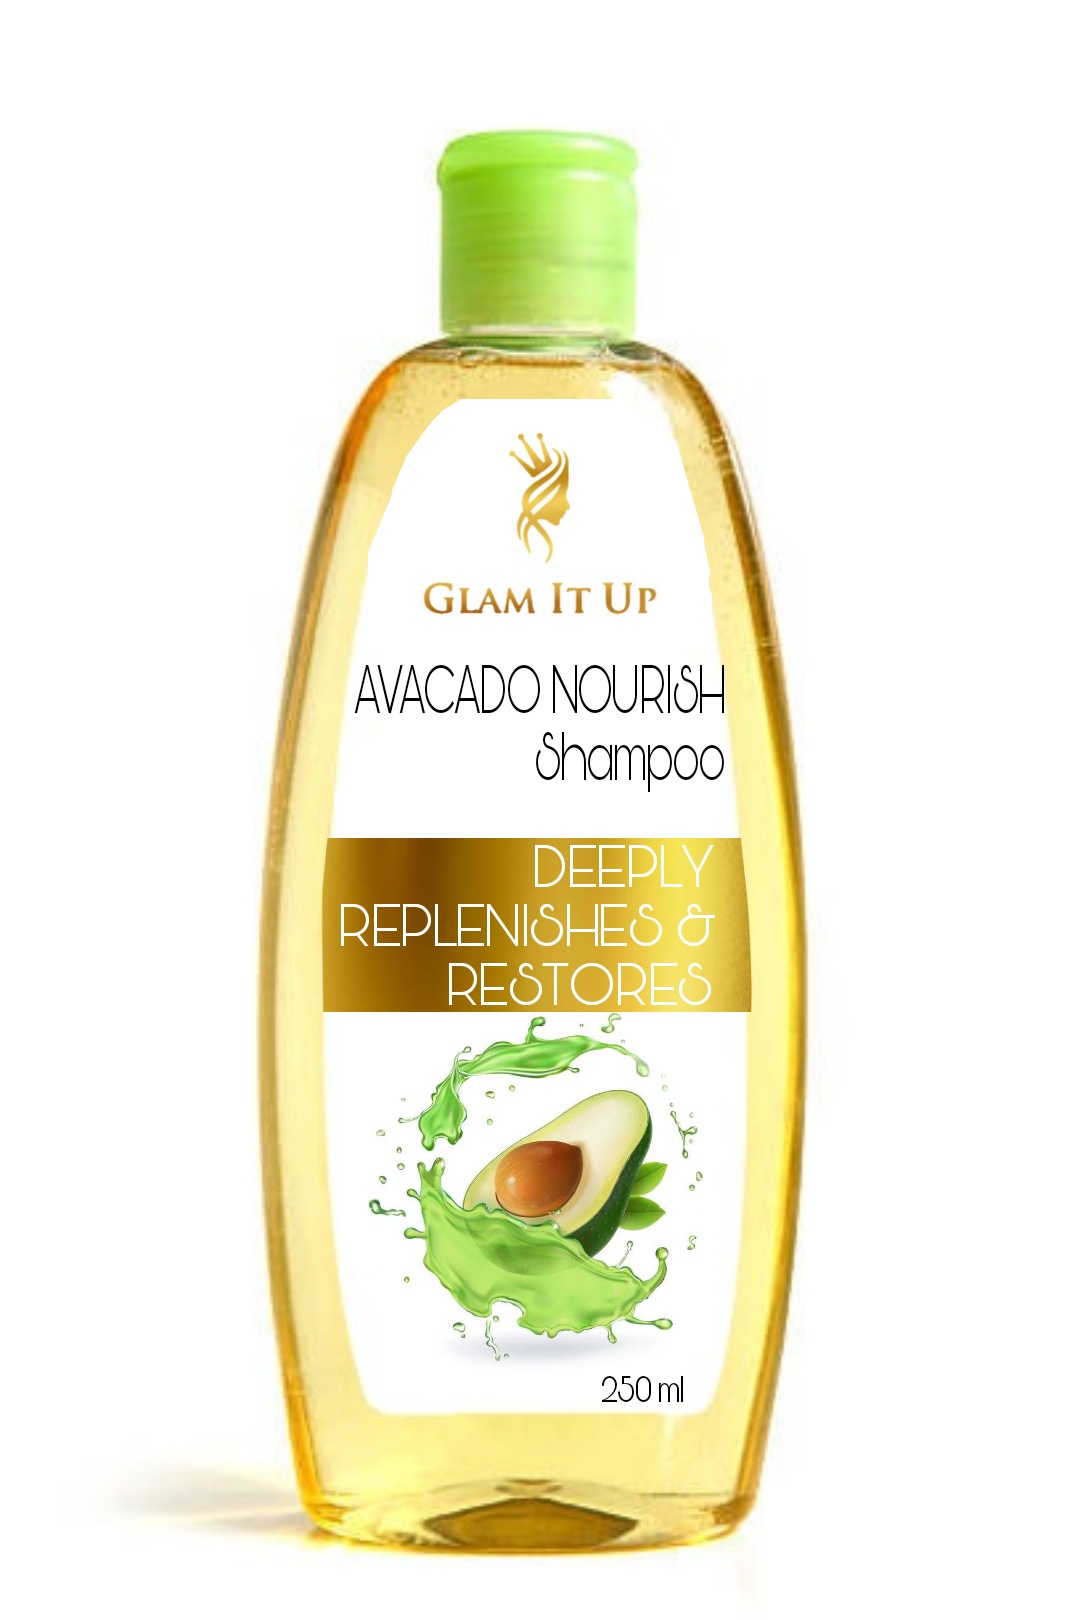 GLAM IT UP
AVACADO NOURISH
Shampoo
DEEPLY
REPLENISHES &
RESTORES
250 ml